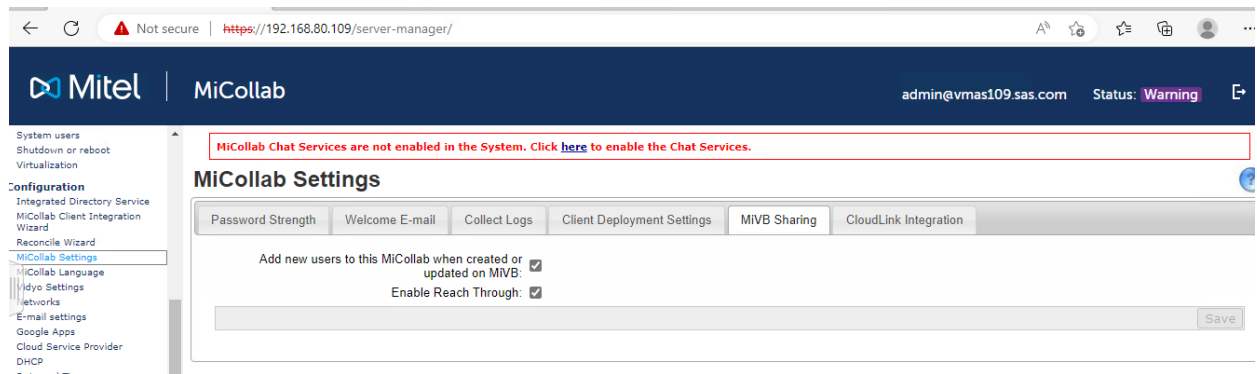 Not secure | https://192.168.80.109/server-manager/
Mitel | MiCollab
admin@vmas109.sas.com Status: Warning
System users
Shutdown or reboot
Virtualization
Configuration
Integrated Directory Service
MiCollab Client Integration
Wizard
Reconcile Wizard
MiCollab Settings
MiCollab Language
Vidyo Settings
Networks
E-mail settings
Google Apps
Cloud Service Provider
DHCP
MiCollab Chat Services are not enabled in the System. Click here to enable the Chat Services.
MiCollab Settings
?
Password Strength Welcome E-mail Collect Logs Client Deployment Settings MiVB Sharing CloudLink Integration
Add new users to this MiCollab when created or
updated on MiVB:
Enable Reach Through:
Save